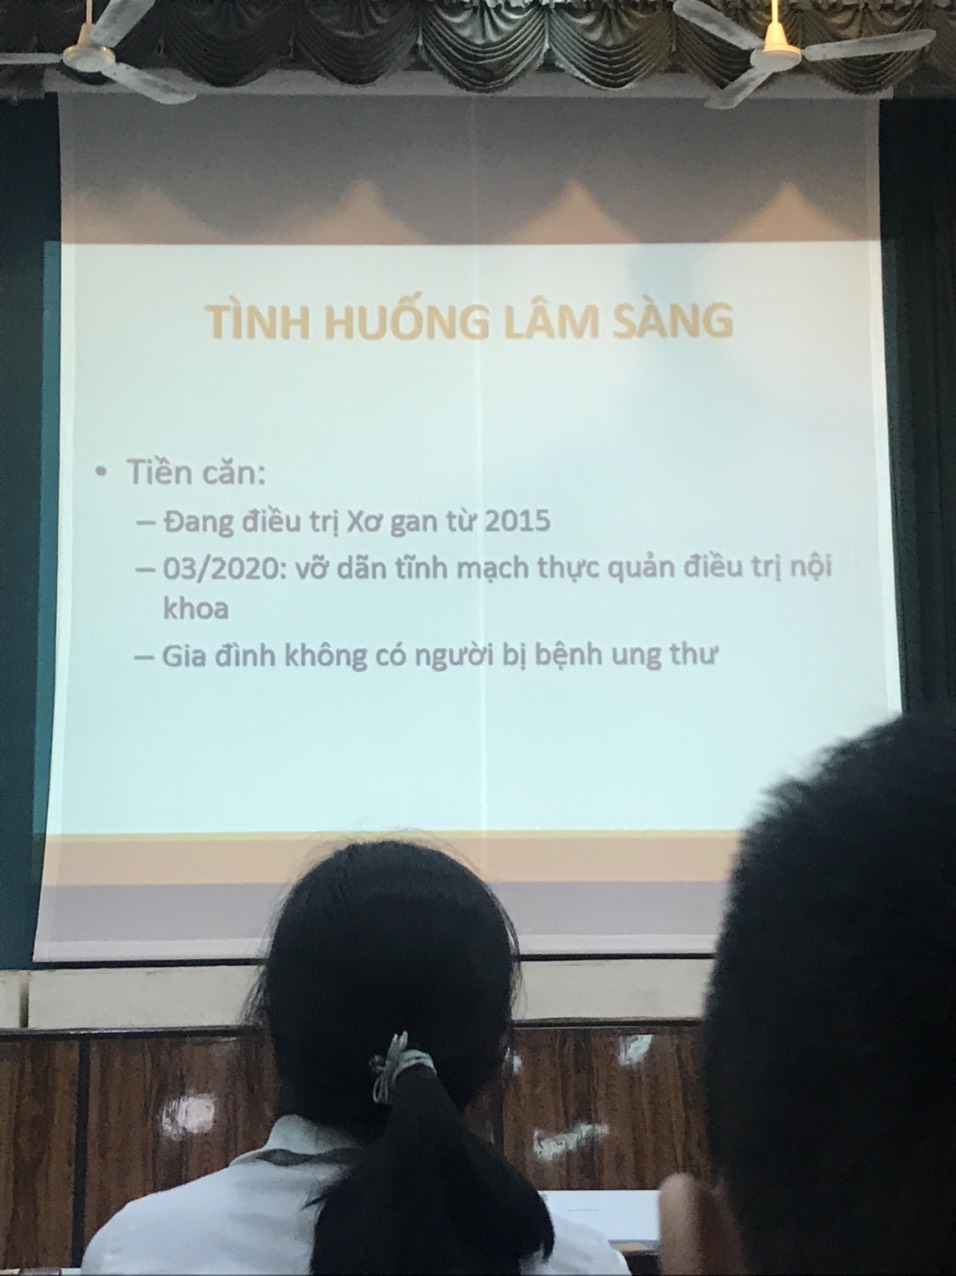 TÌNH HUỐNG LÂM SÀNG
• Tiền căn:
– Đang điều trị Xơ gan từ 2015
– 03/2020: vỡ dãn tĩnh mạch thực quản điều trị nội
khoa
– Gia đình không có người bị bệnh ung thư